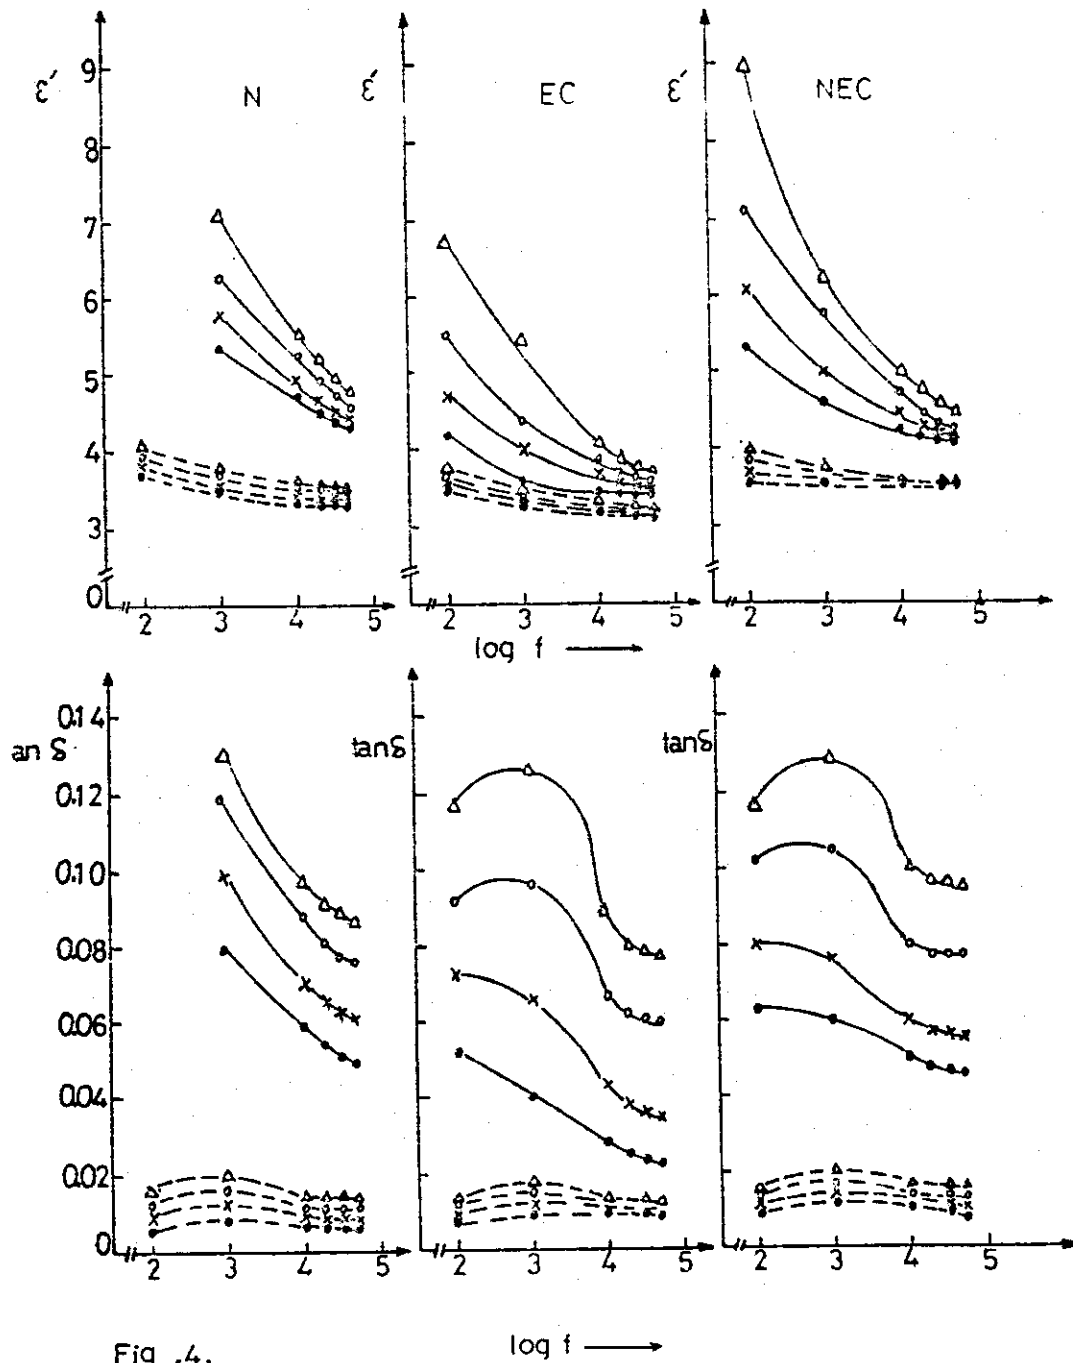 ε′ N ε′ EC ε′ NEC
9
8
7
6
5
4
3
0
2 3 4 5 2 3 4 5 2 3 4 5
log f
an δ tanδ tanδ
0.14
0.12
0.10
0.08
0.06
0.04
0.02
0
2 3 4 5 2 3 4 5 2 3 4 5
log f
Fig .4.